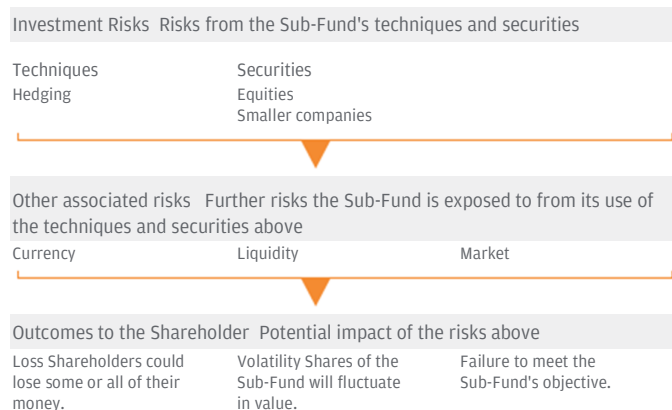 Investment Risks Risks from the Sub-Fund's techniques and securities
Techniques Securities
Hedging Equities
Smaller companies
Other associated risks Further risks the Sub-Fund is exposed to from its use of
the techniques and securities above
Currency Liquidity Market
Outcomes to the Shareholder Potential impact of the risks above
Loss Shareholders could
lose some or all of their
money.
Volatility Shares of the
Sub-Fund will fluctuate
in value.
Failure to meet the
Sub-Fund's objective.